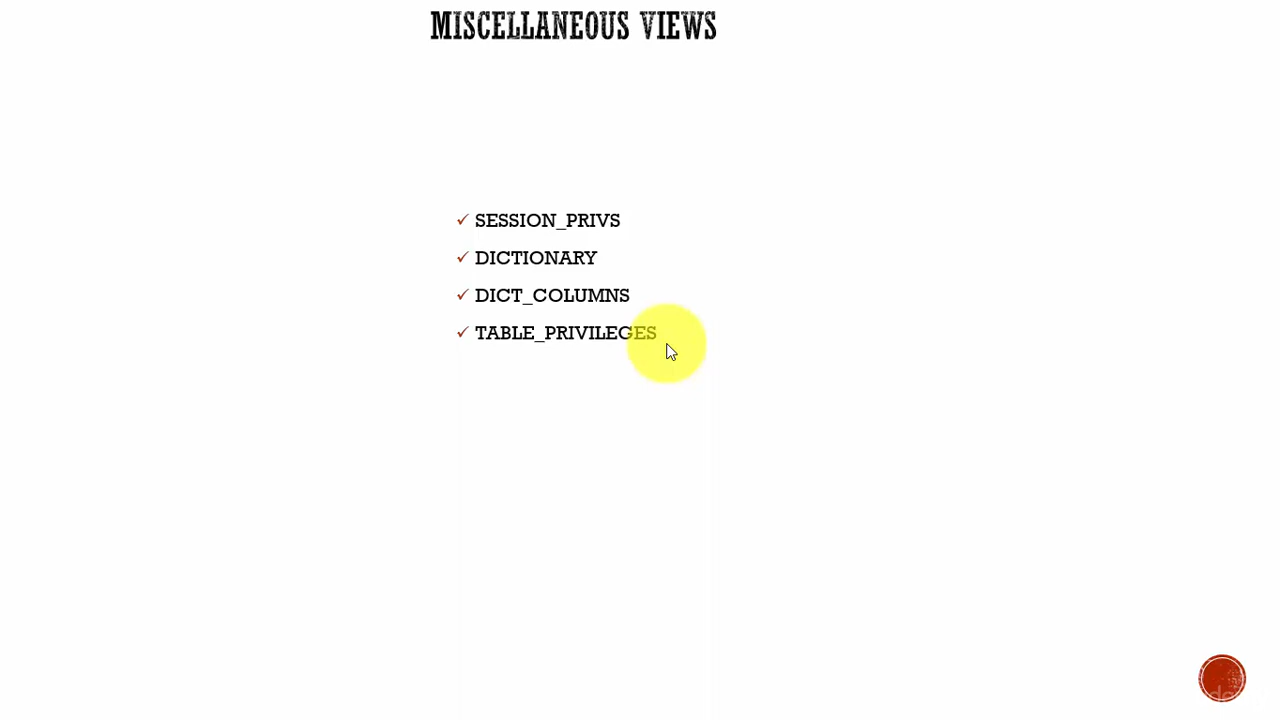 MISCELLANEOUS VIEWS
SESSION_PRIVS
DICTIONARY
DICT_COLUMNS
TABLE_PRIVILEGES